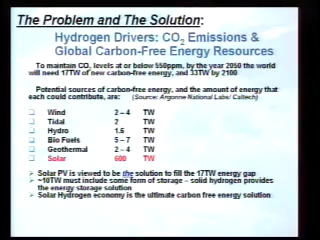 The Problem and The Solution:
Hydrogen Drivers: CO2 Emissions &
Global Carbon-Free Energy Resources
To maintain CO2 levels at or below 550ppm, by the year 2050 the world
will need 17TW of new carbon-free energy, and 33TW by 2100
Potential sources of carbon-free energy, and the amount of energy that
each could contribute, are: (Source: Argonne National Labs/ Caltech)
Wind 2 – 4 TW
Tidal 2 TW
Hydro 1.6 TW
Bio Fuels 5 – 7 TW
Geothermal 2 – 4 TW
Solar 600 TW
Solar PV is viewed to be the solution to fill the 17TW energy gap
~10TW must include some form of storage – solid hydrogen provides
the energy storage solution
Solar Hydrogen economy is the ultimate carbon free energy solution